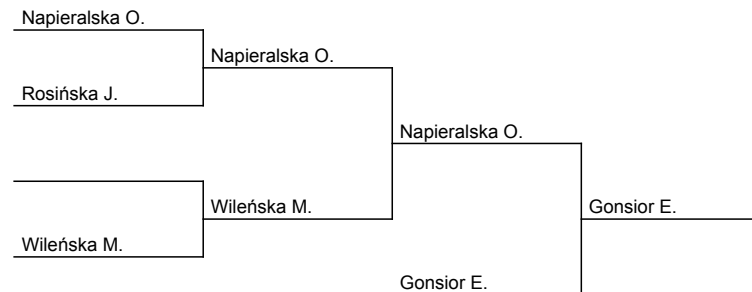 Napieralska O.
Napieralska O.
Rosińska J.
Napieralska O.
Wileńska M.
Gonsior E.
Wileńska M.
Gonsior E.